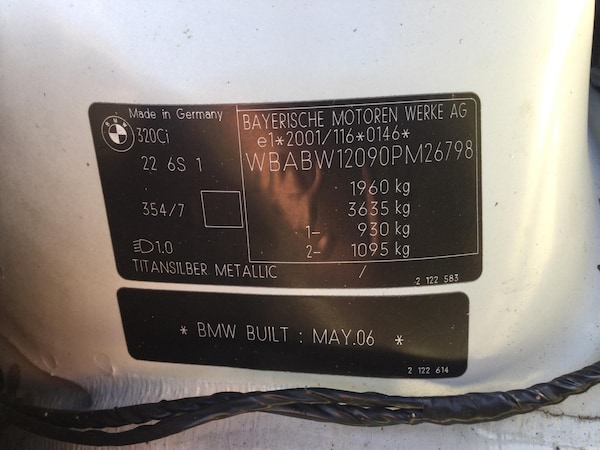 Made in Germany
BMW
320Ci
22 6S 1
354/7
1.0
TITANSILBER METALLIC /
BAYERISCHE MOTOREN WERKE AG
e1*2001/116*0146*
WBABW12090PM26798
1960 kg
3635 kg
1- 930 kg
2- 1095 kg
2 122 583
* BMW BUILT : MAY.06 *
2 122 614